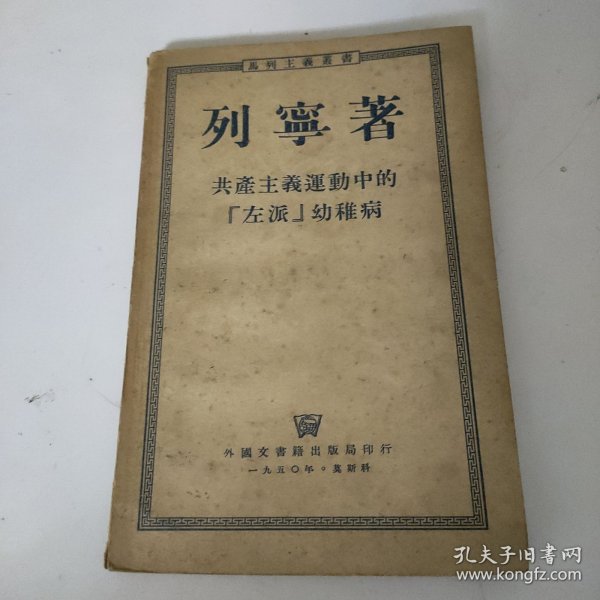 馬列主義叢書
列寧著
共產主義運動中的
『左派』幼稚病
外國文書籍出版局印行
一九五〇年。莫斯科
孔夫子旧书网
www.kongfz.com